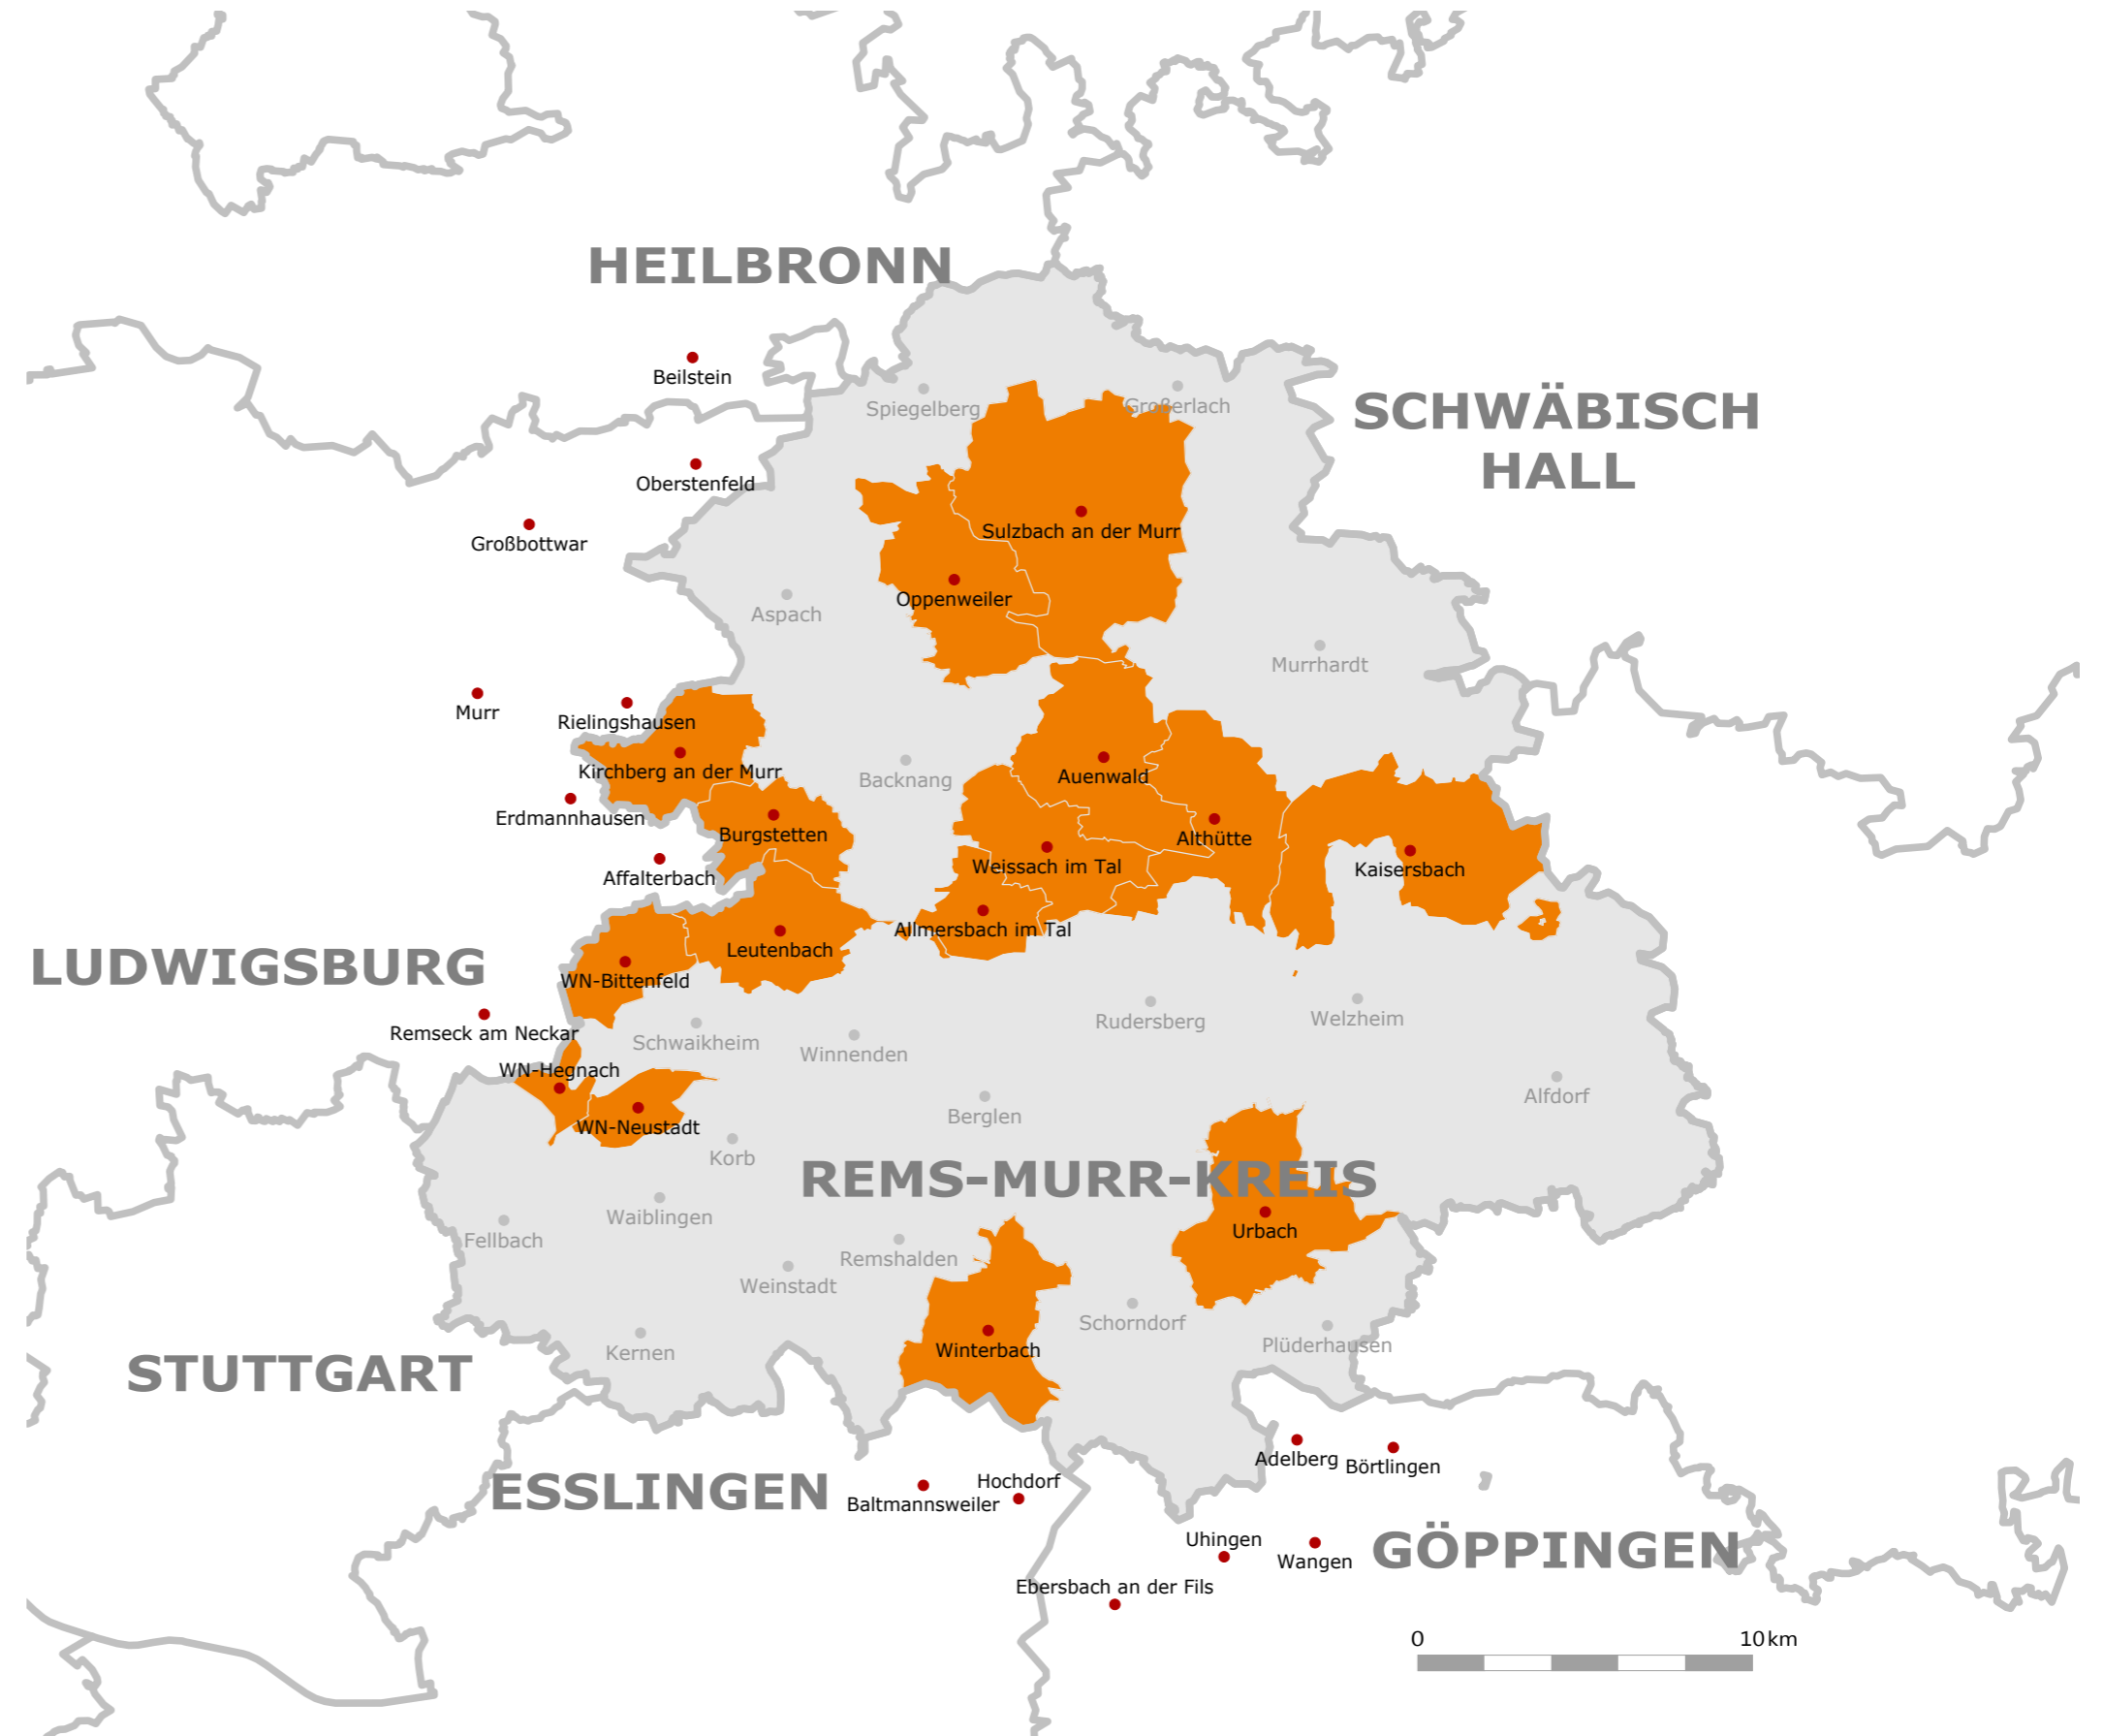 HEILBRONN
Beilstein
Spiegelberg
Großerlach
SCHWÄBISCH
HALL
Oberstenfeld
Großbottwar
Sulzbach an der Murr
Oppenweiler
Aspach
Murrhardt
Murr
Rielingshausen
Kirchberg an der Murr
Auenwald
Backnang
Erdmannhausen
Burgstetten
Althütte
Weissach im Tal
Kaisersbach
Affalterbach
Allmersbach im Tal
Leutenbach
LUDWIGSBURG
WN-Bittenfeld
Remseck am Neckar
Schwaikheim
Winnenden
Rudersberg
Welzheim
WN-Hegnach
Alfdorf
Berglen
WN-Neustadt
Korb
REMS-MURR-KREIS
Waiblingen
Fellbach
Urbach
Remshalden
Weinstadt
Schorndorf
Plüderhausen
Kernen
Winterbach
STUTTGART
Adelberg
Börtlingen
ESSLINGEN
Hochdorf
Baltmannsweiler
Uhingen
Wangen
GÖPPINGEN
Ebersbach an der Fils
0 10 km